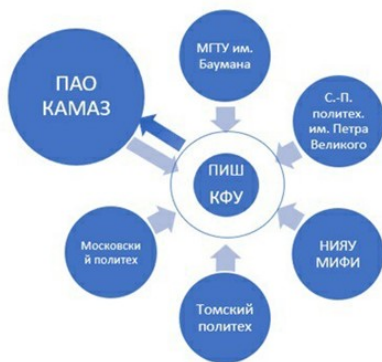 ПАО
КАМАЗ
МГТУ им.
Баумана
С.-П.
политех.
им. Петра
Великого
ПИШ
КФУ
Московски
й политех
НИЯУ
МИФИ
Томский
политех